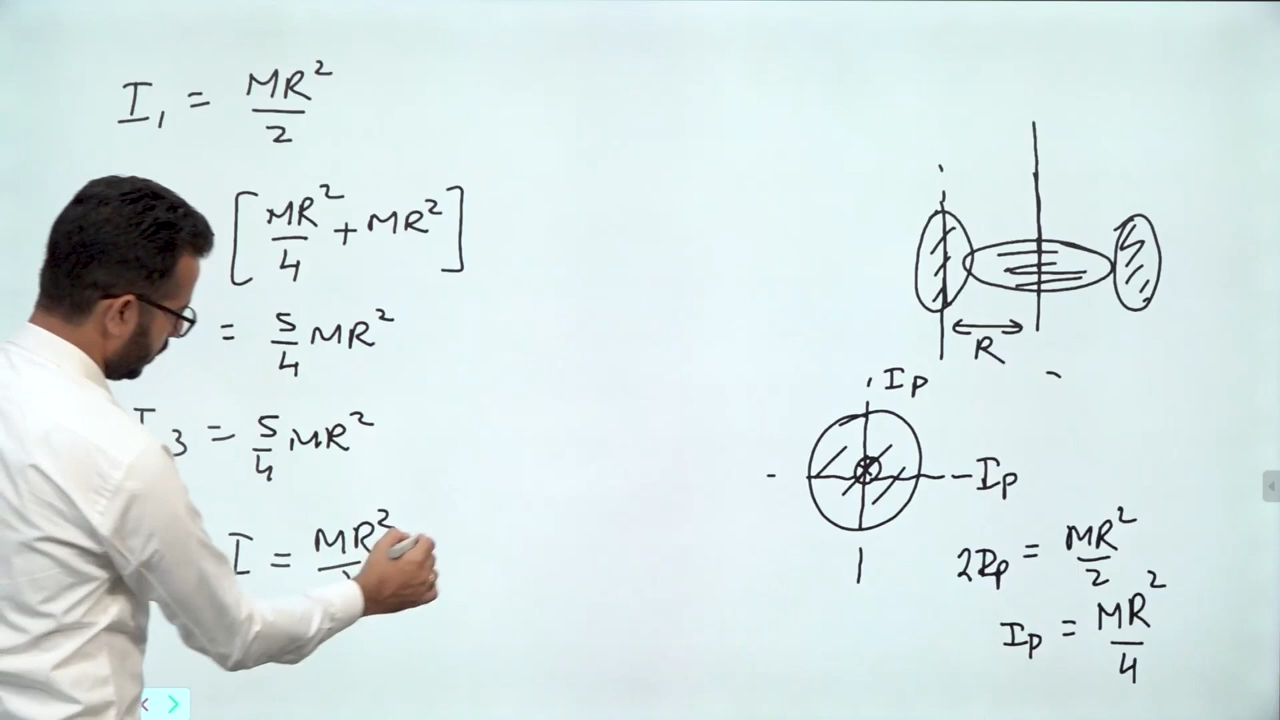 I₁ = MR²/2
[MR²/4 + MR²]
= 5/4 MR²
I₃ = 5/4 MR²
I = MR²
R
Ip
Ip
2Ip = MR²/2
Ip = MR²/4